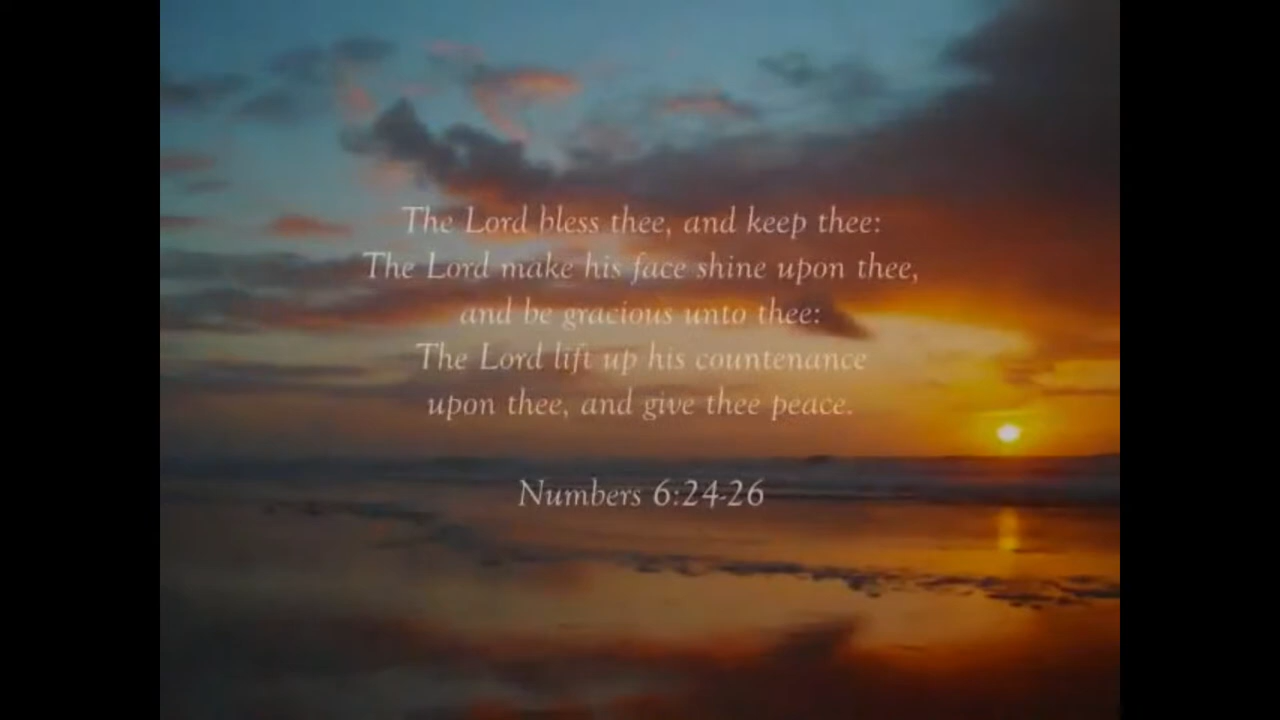 The Lord bless thee, and keep thee:
The Lord make his face shine upon thee,
and be gracious unto thee:
The Lord lift up his countenance
upon thee, and give thee peace.
Numbers 6:24-26